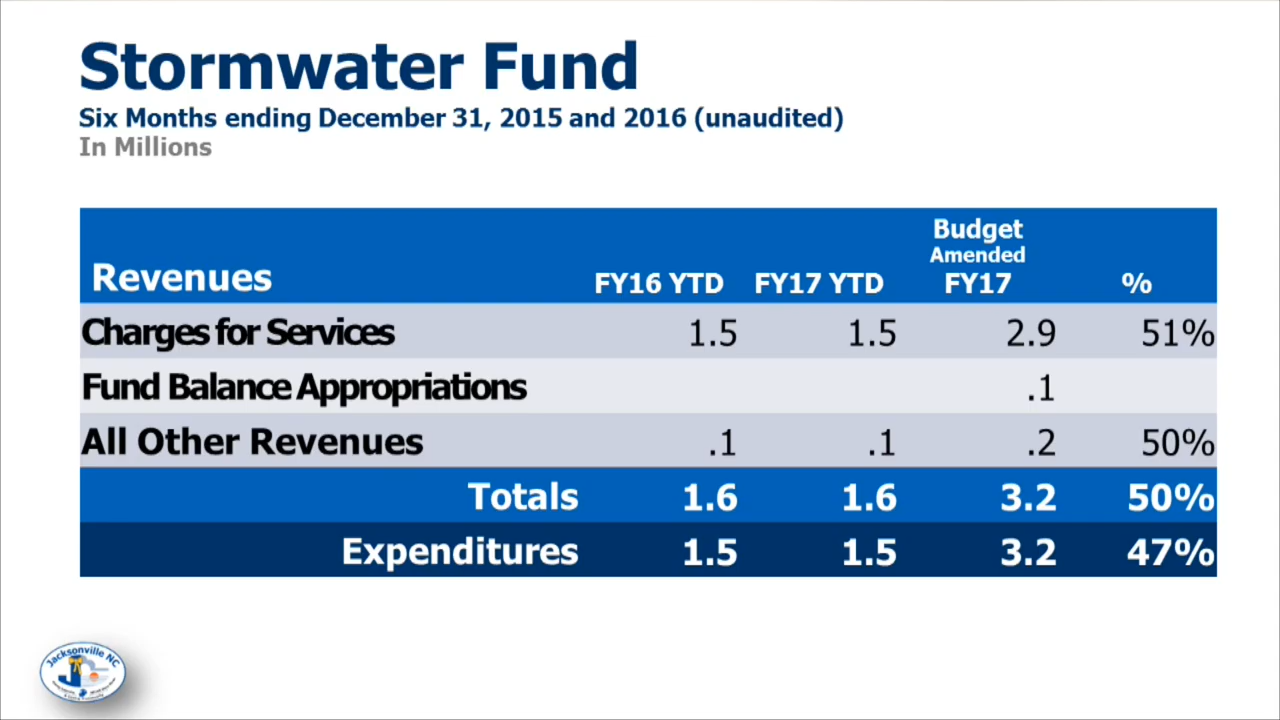 Stormwater Fund
Six Months ending December 31, 2015 and 2016 (unaudited)
In Millions
Revenues FY16 YTD FY17 YTD Budget Amended FY17 %
Charges for Services 1.5 1.5 2.9 51%
Fund Balance Appropriations .1
All Other Revenues .1 .1 .2 50%
Totals 1.6 1.6 3.2 50%
Expenditures 1.5 1.5 3.2 47%
Jacksonville NC